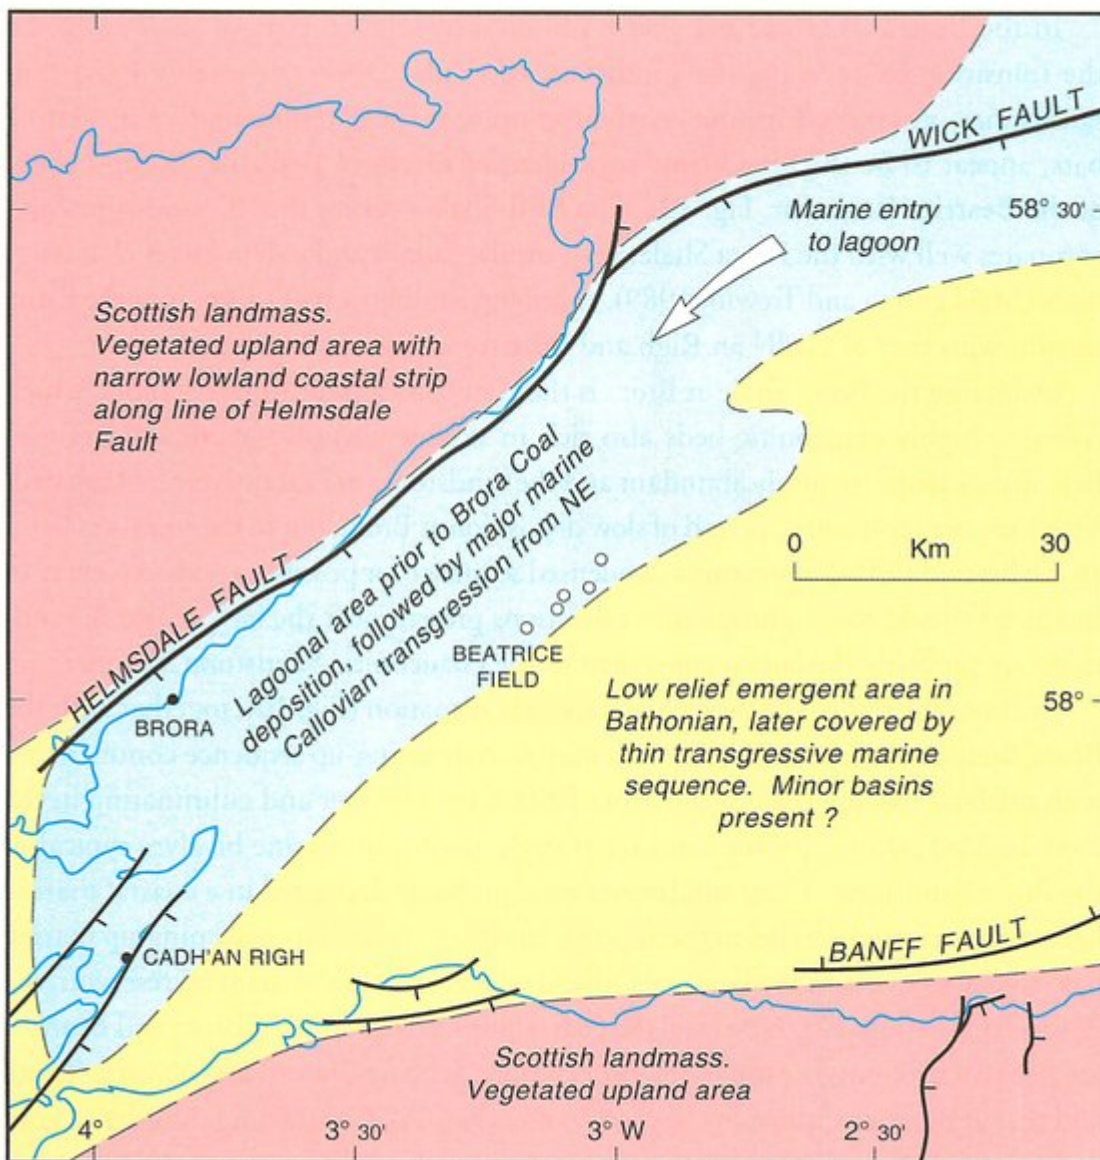 WICK FAULT
Marine entry
to lagoon
58° 30'
Scottish landmass.
Vegetated upland area with
narrow lowland coastal strip
along line of Helmsdale
Fault
HELMSDALE FAULT
Lagoonal area prior to Brora Coal
deposition, followed by major marine
Callovian transgression from NE
0 Km 30
BEATRICE
FIELD
BRORA
Low relief emergent area in
Bathonian, later covered by
thin transgressive marine
sequence. Minor basins
present ?
58°
CADH'AN RIGH
BANFF FAULT
Scottish landmass.
Vegetated upland area
4° 3° 30' 3° W 2° 30'